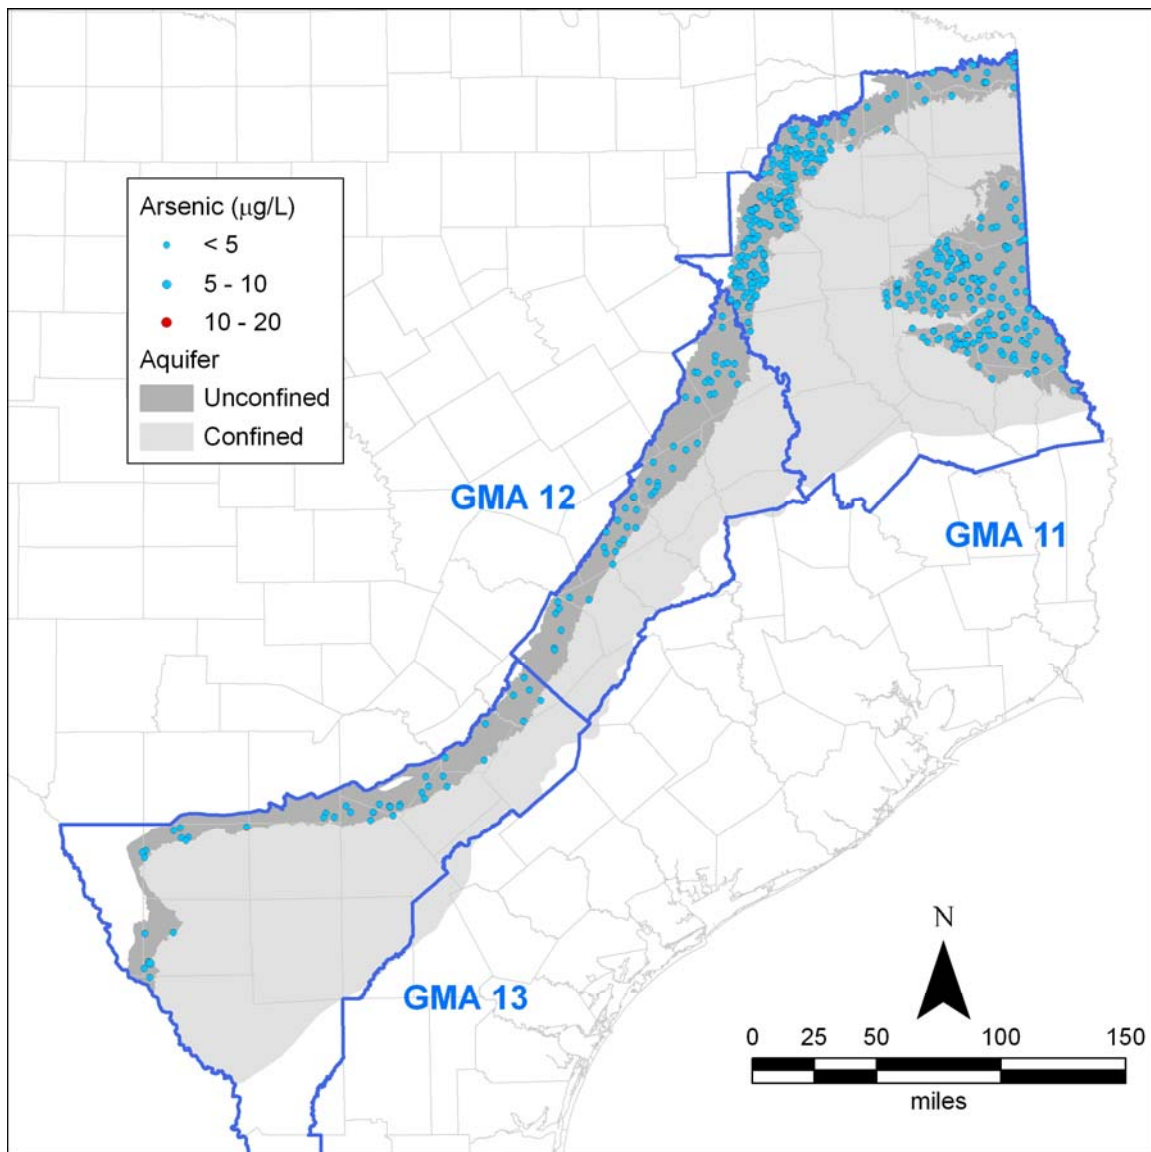 Arsenic (μg/L)
< 5
5 - 10
10 - 20
Aquifer
Unconfined
Confined
GMA 12
GMA 11
GMA 13
N
0 25 50 100 150
miles